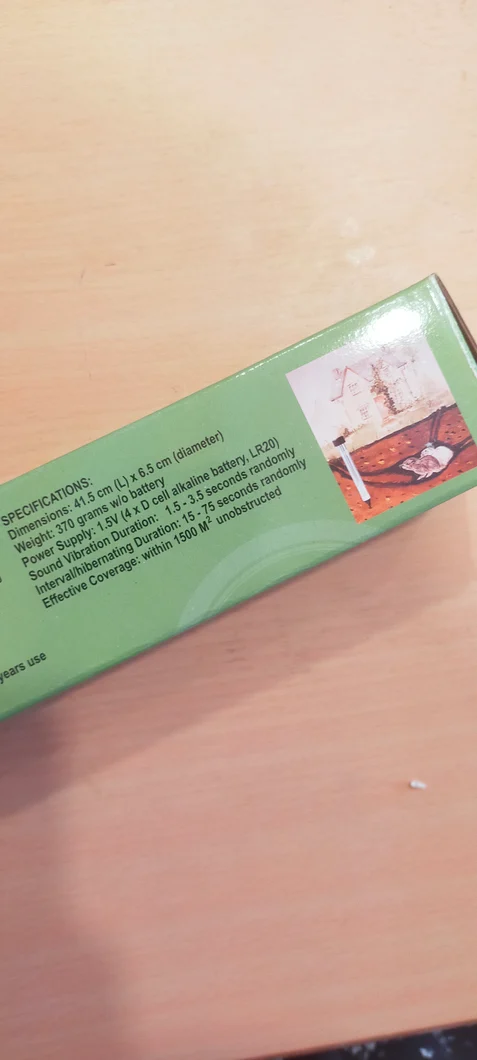 SPECIFICATIONS:
Dimensions: 41.5 cm (L) x 6.5 cm (diameter)
Weight: 370 grams w/o battery
Power Supply: 1.5V (4 x D cell alkaline battery, LR20)
Sound Vibration Duration: 1.5 - 3.5 seconds randomly
Interval/hibernating Duration: 15 - 75 seconds randomly
Effective Coverage: within 1500 M² unobstructed
years use